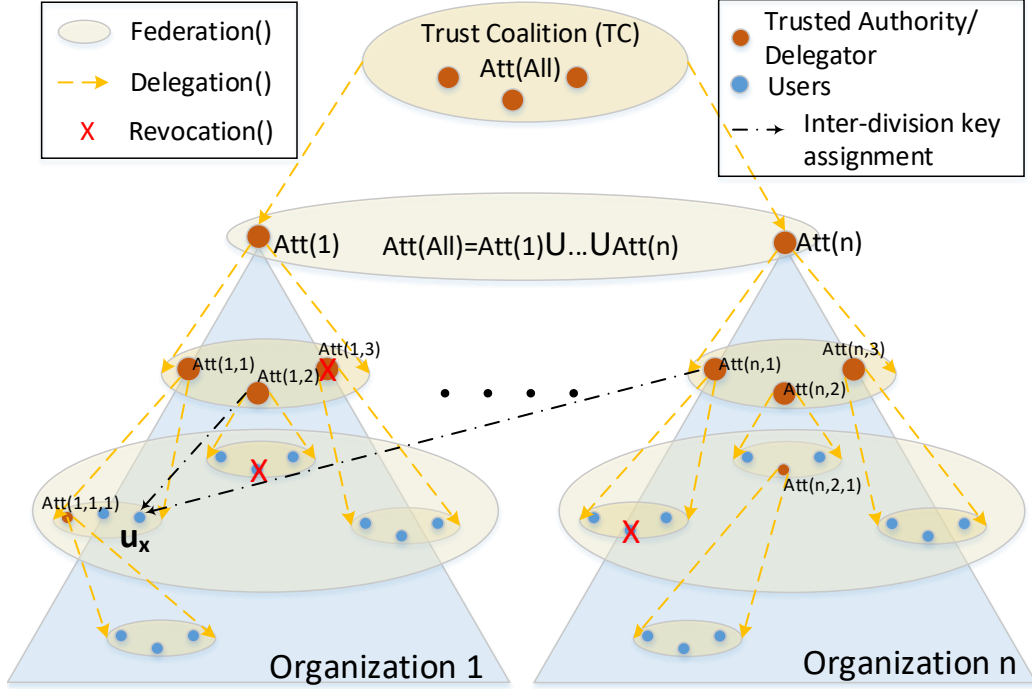 Federation()
Delegation()
X Revocation()
Trust Coalition (TC)
Att(All)
Trusted Authority/
Delegator
Users
Inter-division key
assignment
Att(1)
Att(All)=Att(1)U...UAtt(n)
Att(n)
Att(1,1)
Att(1,2)
Att(1,3)
X
Att(n,1)
Att(n,2)
Att(n,3)
. . . .
X
Att(1,1,1)
ux
Att(n,2,1)
X
Organization 1
Organization n